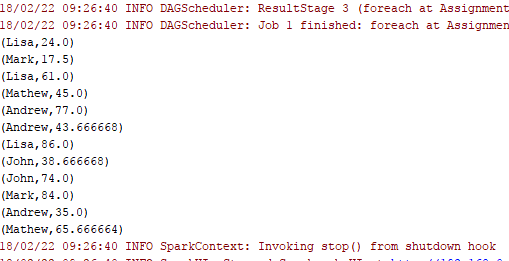 18/02/22 09:26:40 INFO DAGScheduler: ResultStage 3 (foreach at Assignment
18/02/22 09:26:40 INFO DAGScheduler: Job 1 finished: foreach at Assignmen
(Lisa,24.0)
(Mark,17.5)
(Lisa,61.0)
(Mathew,45.0)
(Andrew,77.0)
(Andrew,43.666668)
(Lisa,86.0)
(John,38.666668)
(John,74.0)
(Mark,84.0)
(Andrew,35.0)
(Mathew,65.666664)
18/02/22 09:26:40 INFO SparkContext: Invoking stop() from shutdown hook